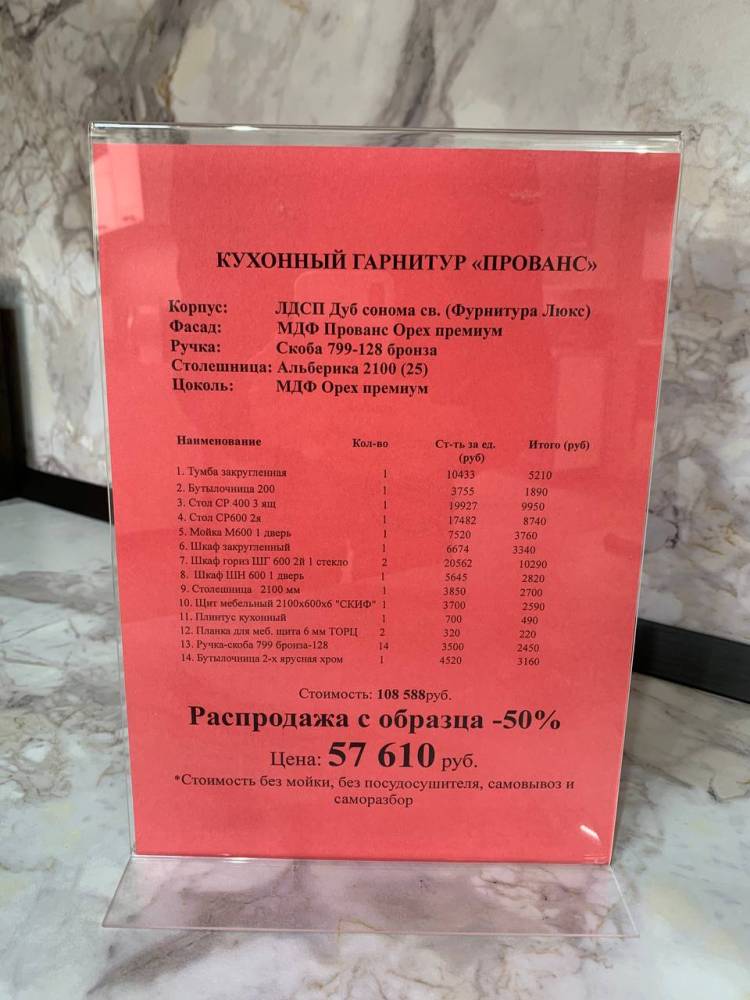 КУХОННЫЙ ГАРНИТУР «ПРОВАНС»
Корпус: ЛДСП Дуб сонома св. (Фурнитура Люкс)
Фасад: МДФ Прованс Орех премиум
Ручка: Скоба 799-128 бронза
Столешница: Альберика 2100 (25)
Цоколь: МДФ Орех премиум
Наименование Кол-во Ст-ть за ед. Итого (руб)
(руб)
1. Тумба закругленная 1 10433 5210
2. Бутылочница 200 1 3755 1890
3. Стол СР 400 3 ящ 1 19927 9950
4. Стол СР600 2я 1 17482 8740
5. Мойка М600 1 дверь 1 7520 3760
6. Шкаф закругленный 1 6674 3340
7. Шкаф гориз ШГ 600 2й 1 стекло 2 20562 10290
8. Шкаф ШН 600 1 дверь 1 5645 2820
9. Столешница 2100 мм 1 3850 2700
10. Щит мебельный 2100х600х6 "СКИФ" 1 3700 2590
11. Плинтус кухонный 1 700 490
12. Планка для меб. щита 6 мм ТОРЦ 2 320 220
13. Ручка-скоба 799 бронза-128 14 3500 2450
14. Бутылочница 2-х ярусная хром 1 4520 3160
Стоимость: 108 588руб.
Распродажа с образца -50%
Цена: 57 610 руб.
*Стоимость без мойки, без посудосушителя, самовывоз и
саморазбор